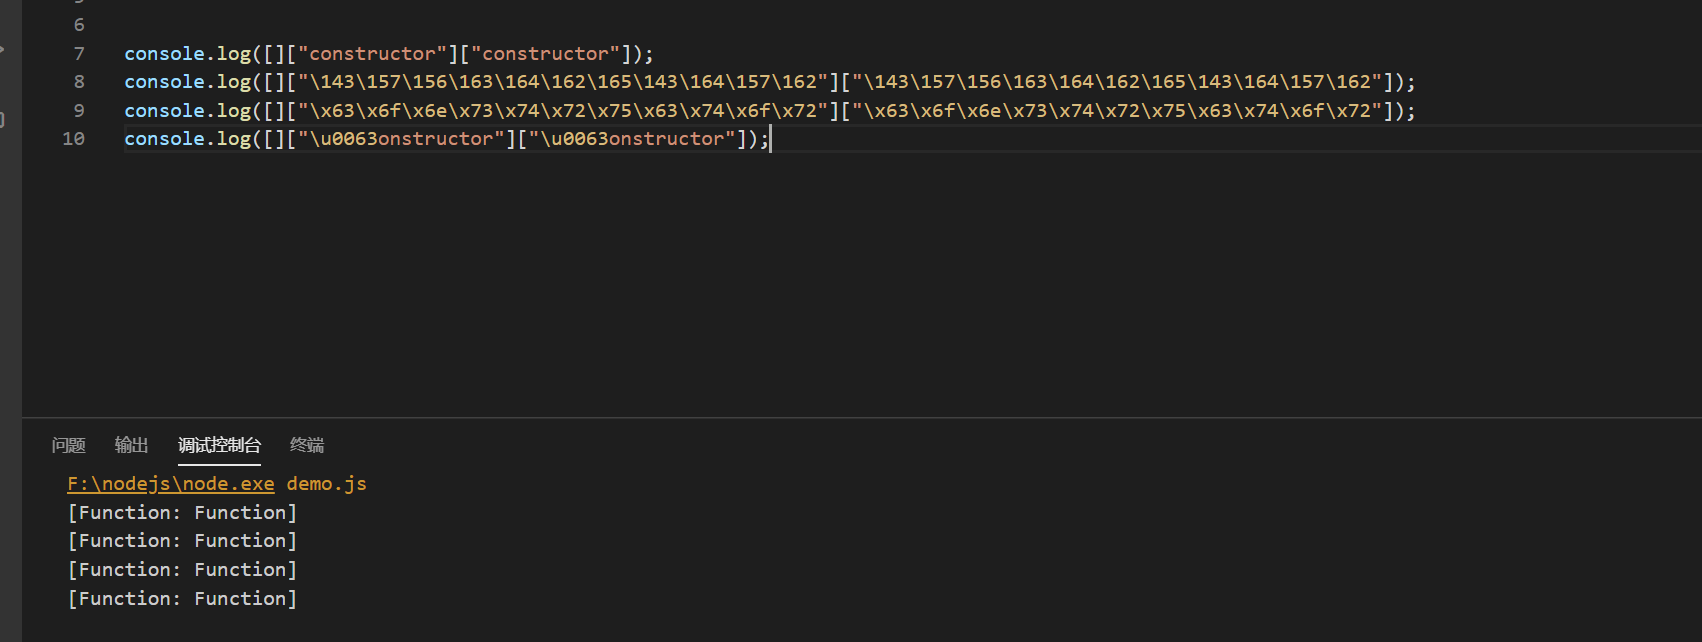 6
7 console.log([]["constructor"]["constructor"]);
8 console.log([]["\143\157\156\163\164\162\165\143\164\157\162"]["\143\157\156\163\164\162\165\143\164\157\162"]);
9 console.log([]["\x63\x6f\x6e\x73\x74\x72\x75\x63\x74\x6f\x72"]["\x63\x6f\x6e\x73\x74\x72\x75\x63\x74\x6f\x72"]);
10 console.log([]["\u0063onstructor"]["\u0063onstructor"]);
问题 输出 调试控制台 终端
F:\nodejs\node.exe demo.js
[Function: Function]
[Function: Function]
[Function: Function]
[Function: Function]